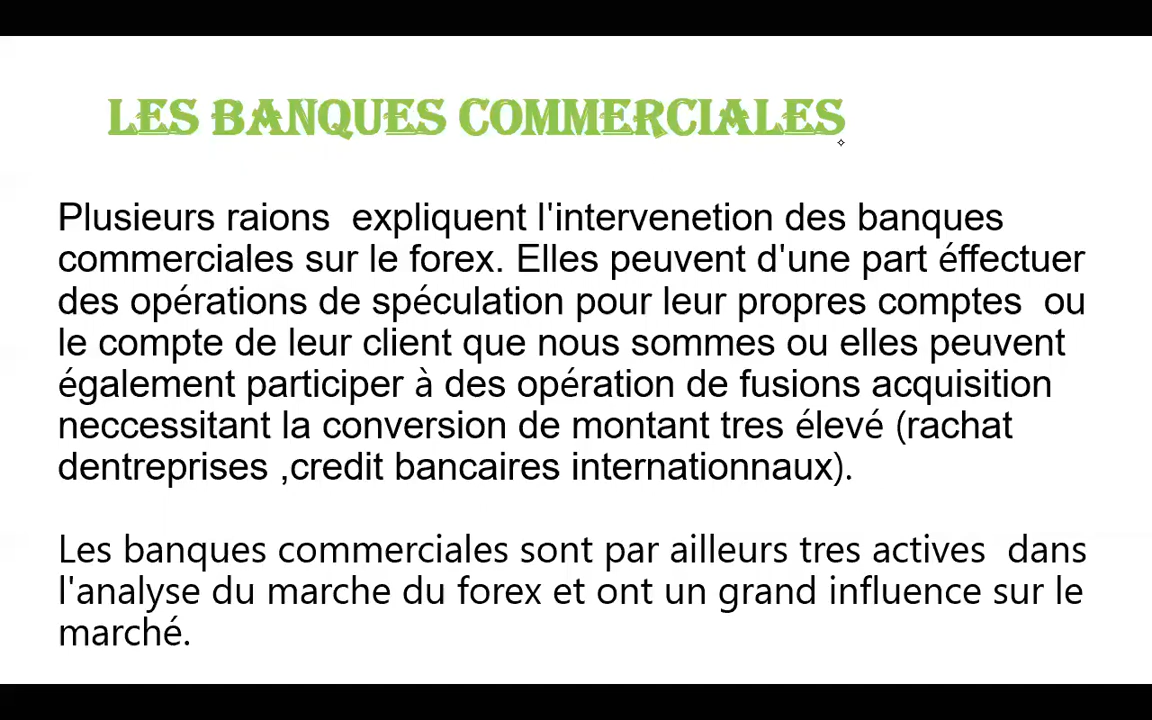 LES BANQUES COMMERCIALES
Plusieurs raions  expliquent l'intervenetion des banques
commerciales sur le forex. Elles peuvent d'une part éffectuer
des opérations de spéculation pour leur propres comptes  ou
le compte de leur client que nous sommes ou elles peuvent
également participer à des opération de fusions acquisition
neccessitant la conversion de montant tres élevé (rachat
dentreprises ,credit bancaires internationnaux).
Les banques commerciales sont par ailleurs tres actives  dans
l'analyse du marche du forex et ont un grand influence sur le
marché.